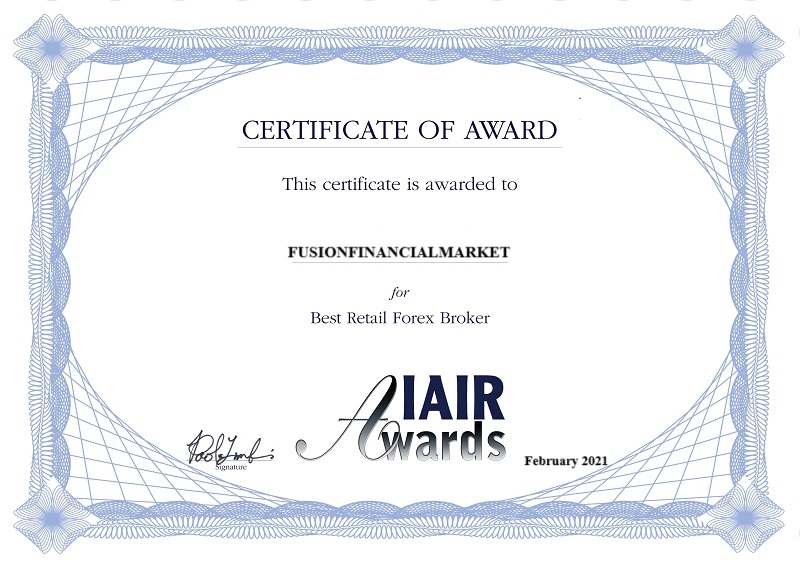 CERTIFICATE OF AWARD
This certificate is awarded to
FUSIONFINANCIALMARKET
for
Best Retail Forex Broker
IAIR
Awards
Signature
February 2021